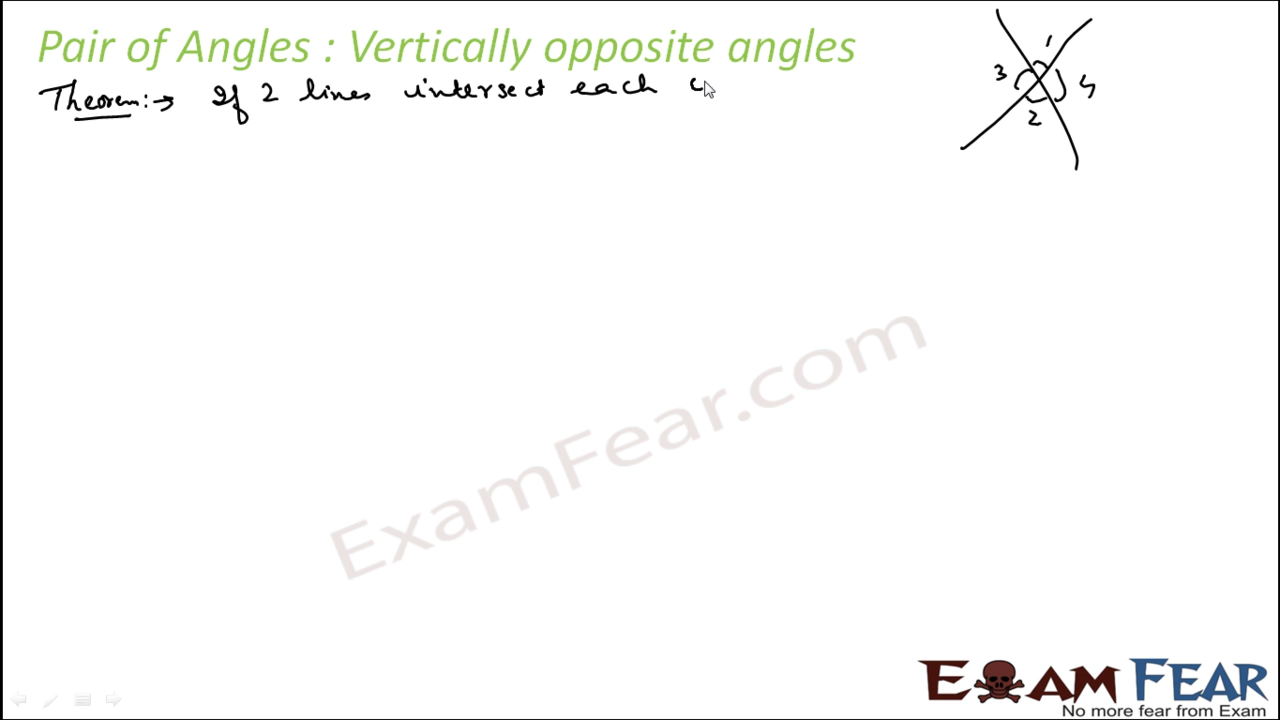 Pair of Angles : Vertically opposite angles
Theorem:→ If 2 lines intersect each
1
3
4
2
ExamFear.com
EXAM FEAR
No more fear from Exam